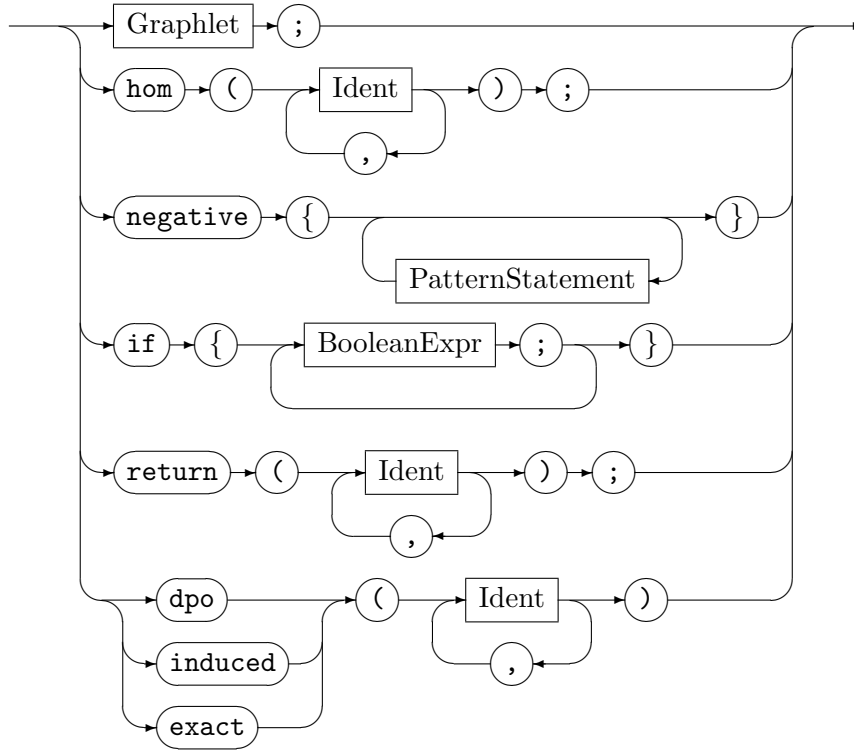 Graphlet ;
hom ( Ident ) ;
,
negative { }
PatternStatement
if { BooleanExpr ; }
return ( Ident ) ;
,
dpo ( Ident )
induced ,
exact